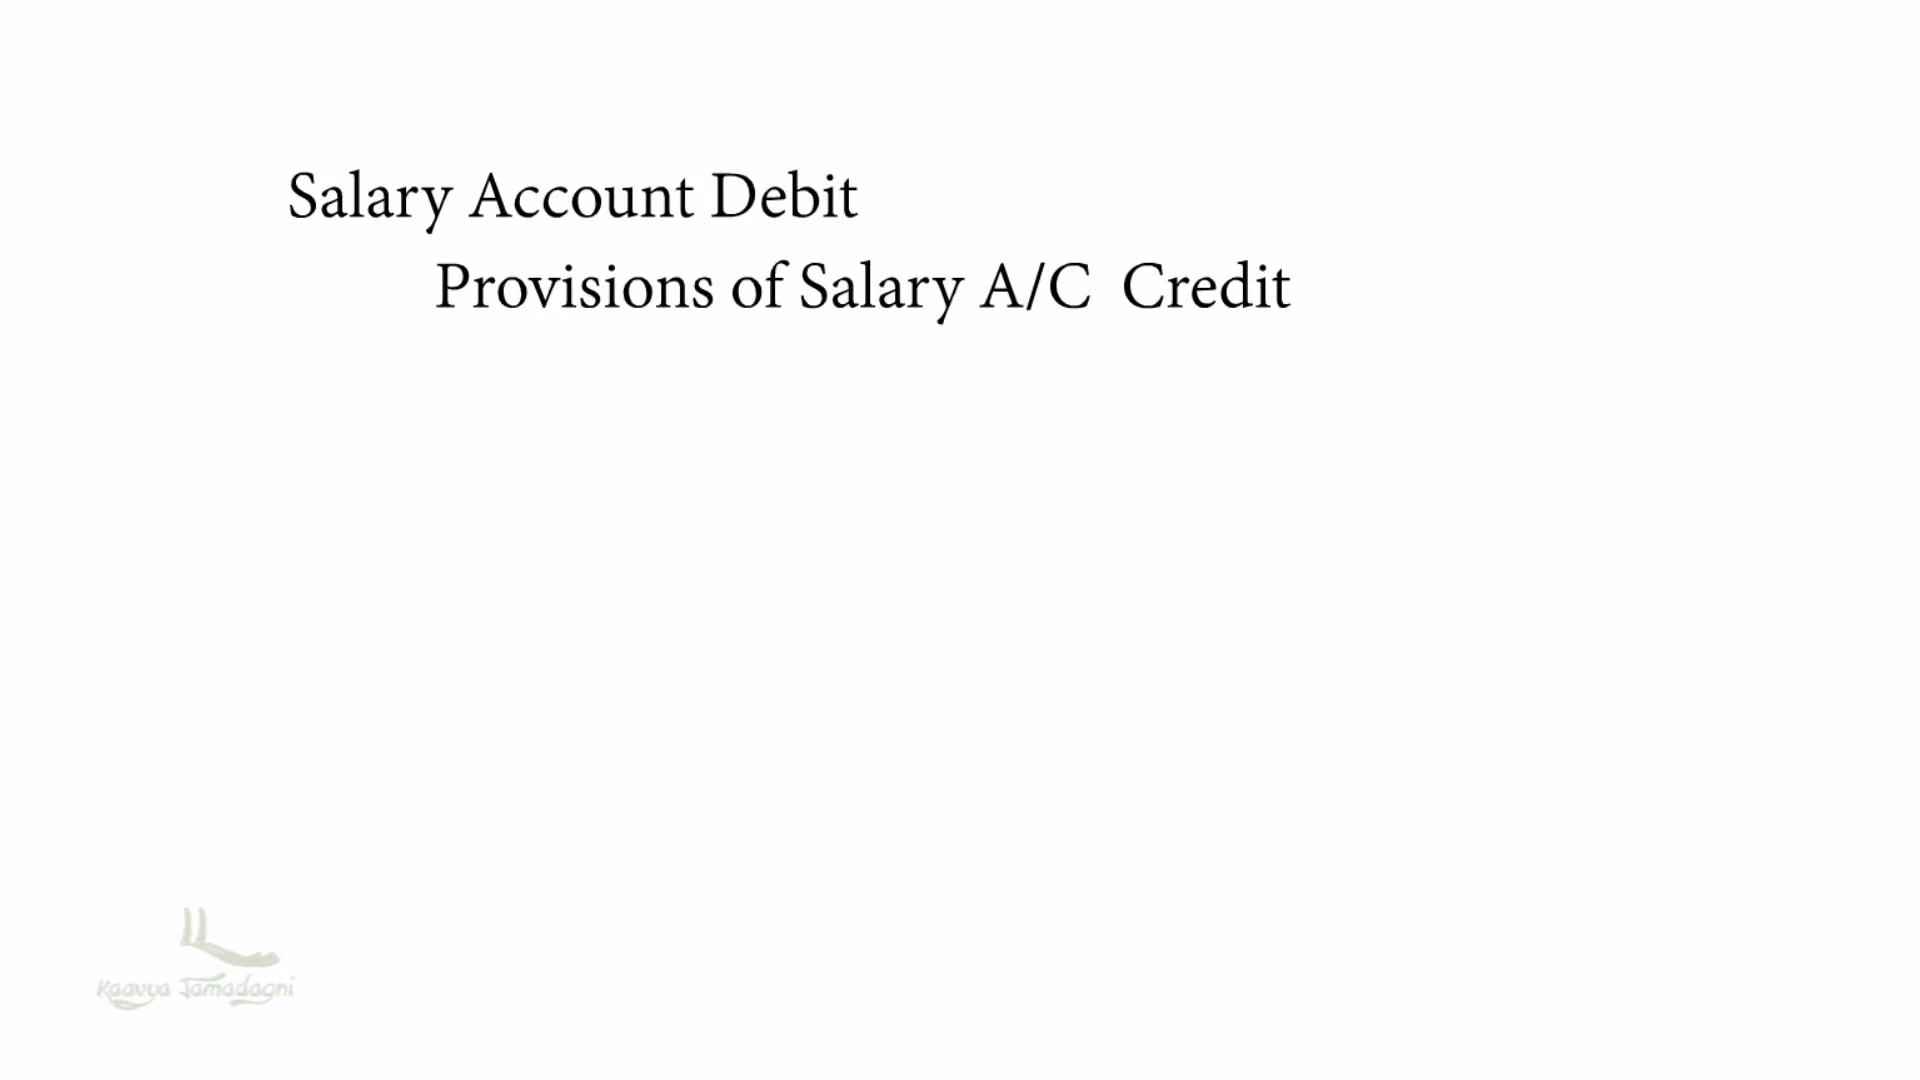 Salary Account Debit
Provisions of Salary A/C Credit
Kaavya Jamadagni